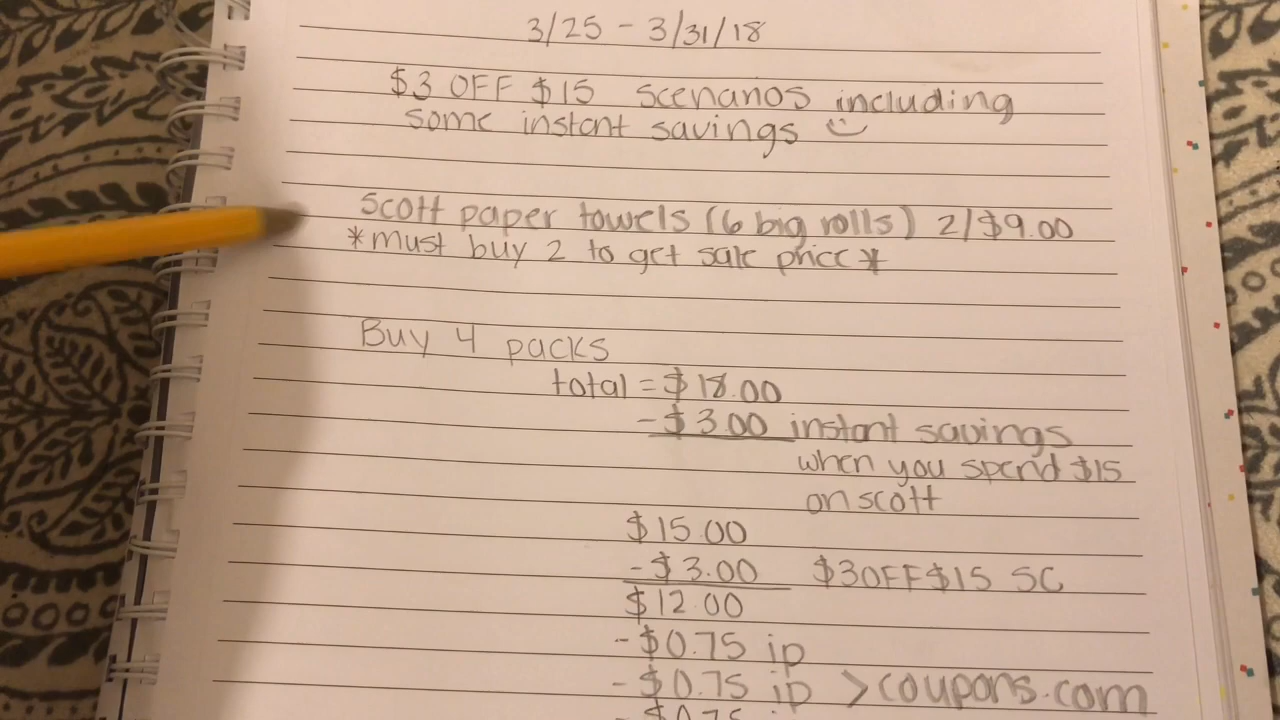 3/25 - 3/31/18
$3 OFF $15 scenarios including
some instant savings
Scott paper towels (6 big rolls) 2/$9.00
*must buy 2 to get sale price*
Buy 4 packs
total = $18.00
- $3.00 instant savings
when you spend $15
on scott
$15.00
- $3.00 $3OFF$15 SC
$12.00
- $0.75 ip
- $0.75 ip > coupons.com
- $0.75